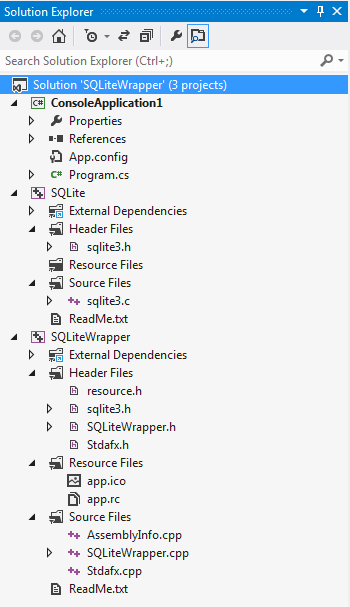 Solution Explorer
Search Solution Explorer (Ctrl+;)
Solution 'SQLiteWrapper' (3 projects)
C# ConsoleApplication1
Properties
References
App.config
C# Program.cs
SQLite
External Dependencies
Header Files
sqlite3.h
Resource Files
Source Files
sqlite3.c
ReadMe.txt
SQLiteWrapper
External Dependencies
Header Files
resource.h
sqlite3.h
SQLiteWrapper.h
Stdafx.h
Resource Files
app.ico
app.rc
Source Files
AssemblyInfo.cpp
SQLiteWrapper.cpp
Stdafx.cpp
ReadMe.txt